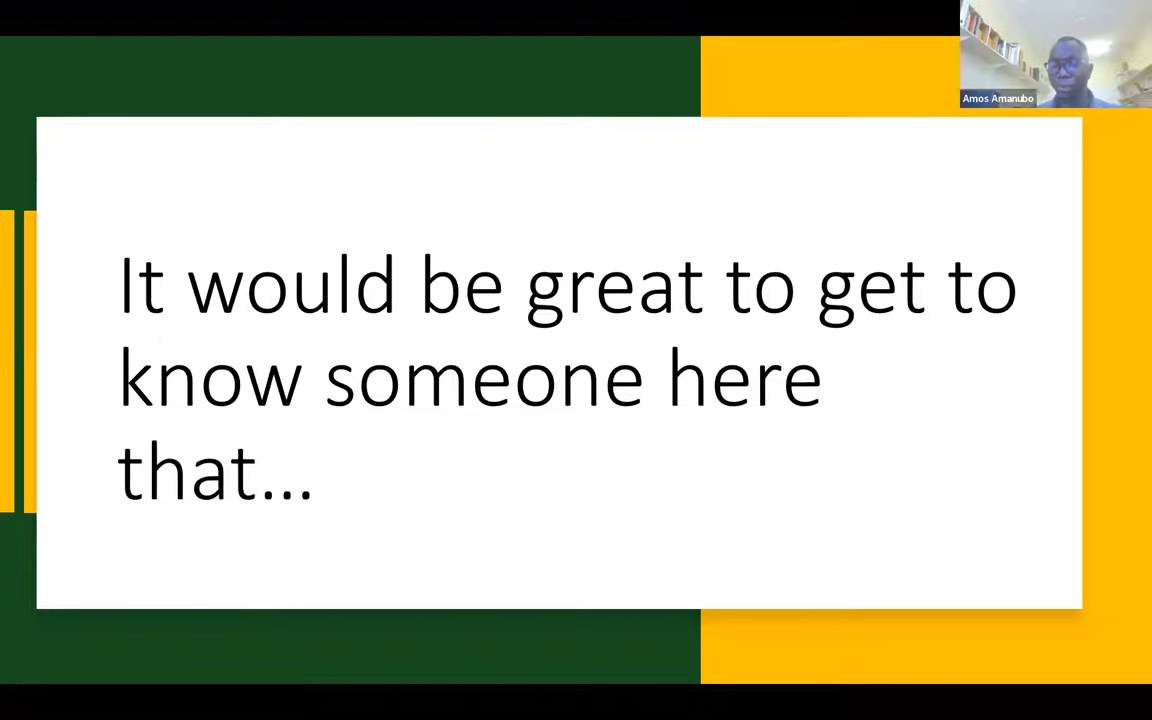 Amos Amanubo
It would be great to get to
know someone here
that...